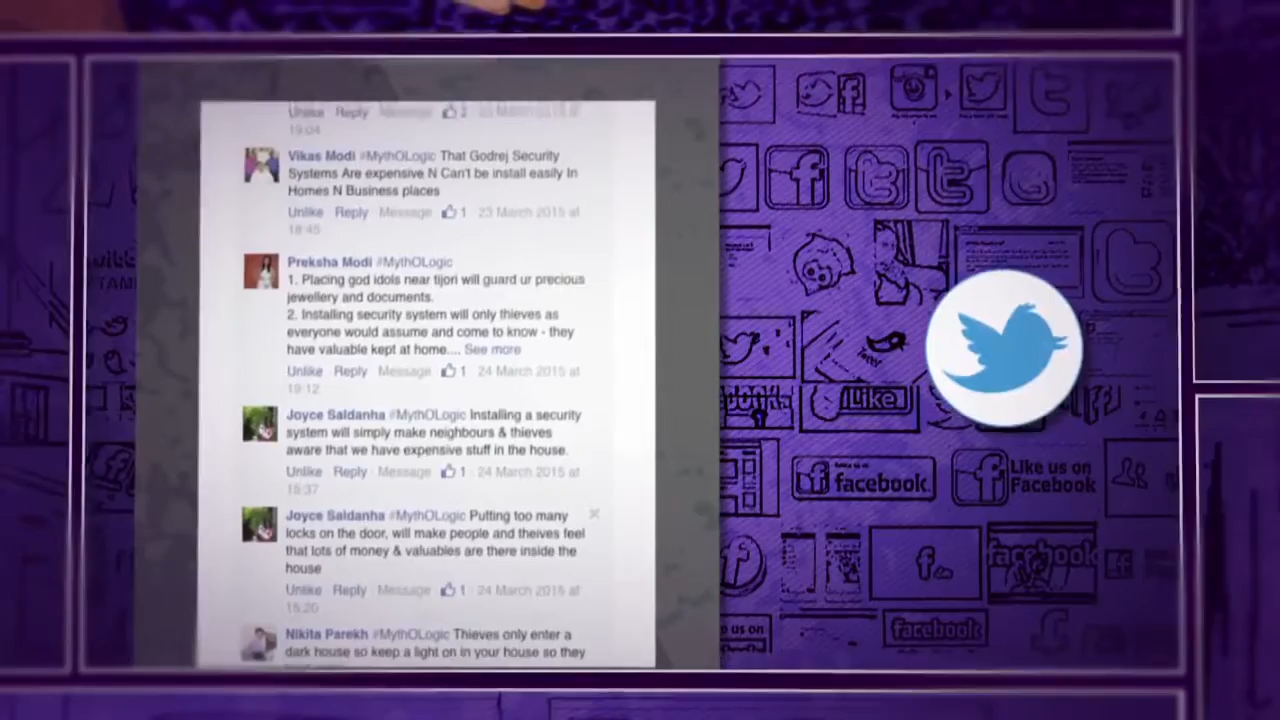 Unlike Reply Message 2
19:04
Vikas Modi #MythOLogic That Godrej Security
Systems Are expensive N Can't be install easily In
Homes N Business places
Unlike Reply Message 1 · 23 March 2015 at
18:45
Preksha Modi #MythOLogic
1. Placing god idols near tijori will guard ur precious
jewellery and documents.
2. Installing security system will only thieves as
everyone would assume and come to know - they
have valuable kept at home.... See more
Unlike Reply Message 1 · 24 March 2015 at
19:12
Joyce Saldanha #MythOLogic Installing a security
system will simply make neighbours & thieves
aware that we have expensive stuff in the house.
Unlike Reply Message 1 · 24 March 2015 at
15:37
Joyce Saldanha #MythOLogic Putting too many
locks on the door, will make people and theives feel
that lots of money & valuables are there inside the
house
Unlike Reply Message 1 · 24 March 2015 at
15:20
Nikita Parekh #MythOLogic Thieves only enter a
dark house so keep a light on in your house so they
Like
facebook.
Like us on
Facebook
facebook
us on
facebook